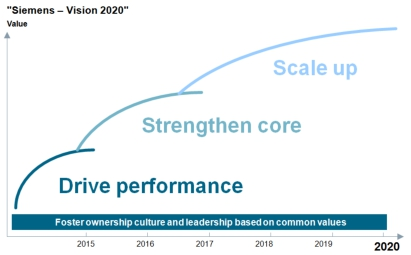 "Siemens – Vision 2020"
Value
Scale up
Strengthen core
Drive performance
Foster ownership culture and leadership based on common values
2015 2016 2017 2018 2019 2020